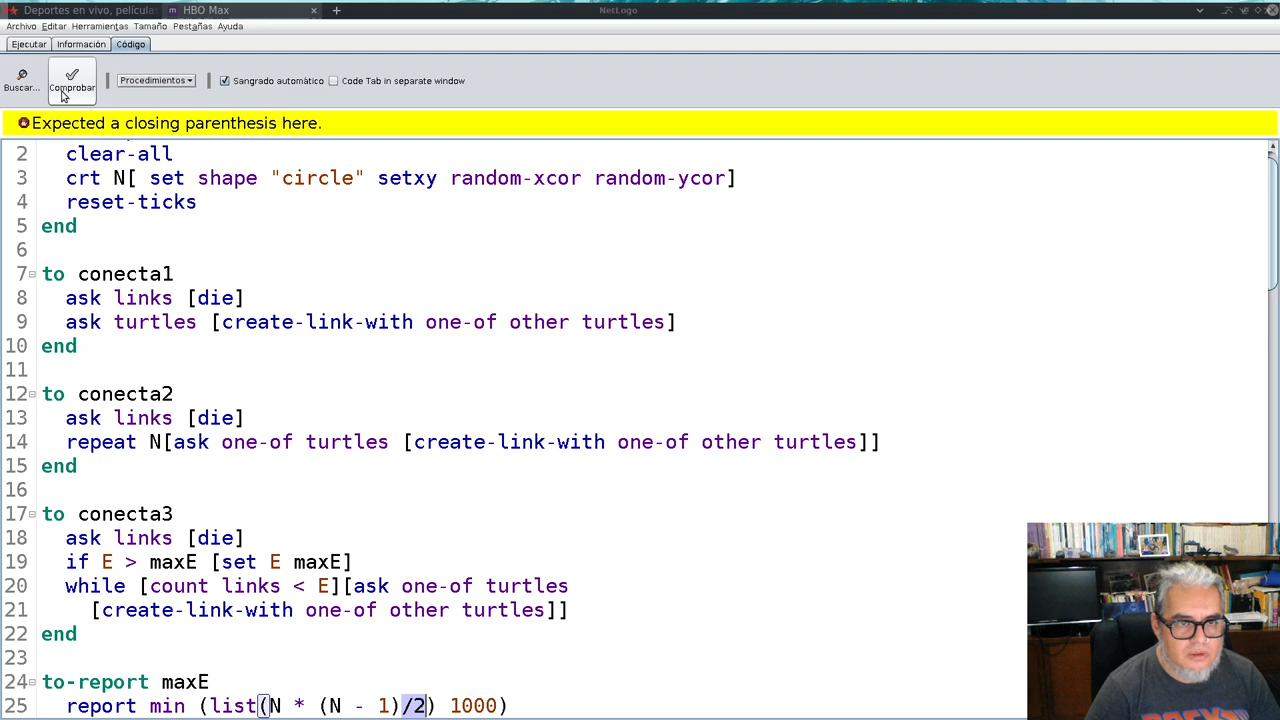 Deportes en vivo, películas
HBO Max
NetLogo
Archivo Editar Herramientas Tamaño Pestañas Ayuda
Ejecutar Información Código
Buscar... Comprobar Procedimientos Sangrado automático Code Tab in separate window
Expected a closing parenthesis here.
2 clear-all
3 crt N[ set shape "circle" setxy random-xcor random-ycor]
4 reset-ticks
5 end
6
7 to conecta1
8 ask links [die]
9 ask turtles [create-link-with one-of other turtles]
10 end
11
12 to conecta2
13 ask links [die]
14 repeat N[ask one-of turtles [create-link-with one-of other turtles]]
15 end
16
17 to conecta3
18 ask links [die]
19 if E > maxE [set E maxE]
20 while [count links < E][ask one-of turtles
21 [create-link-with one-of other turtles]]
22 end
23
24 to-report maxE
25 report min (list(N * (N - 1)/2) 1000)